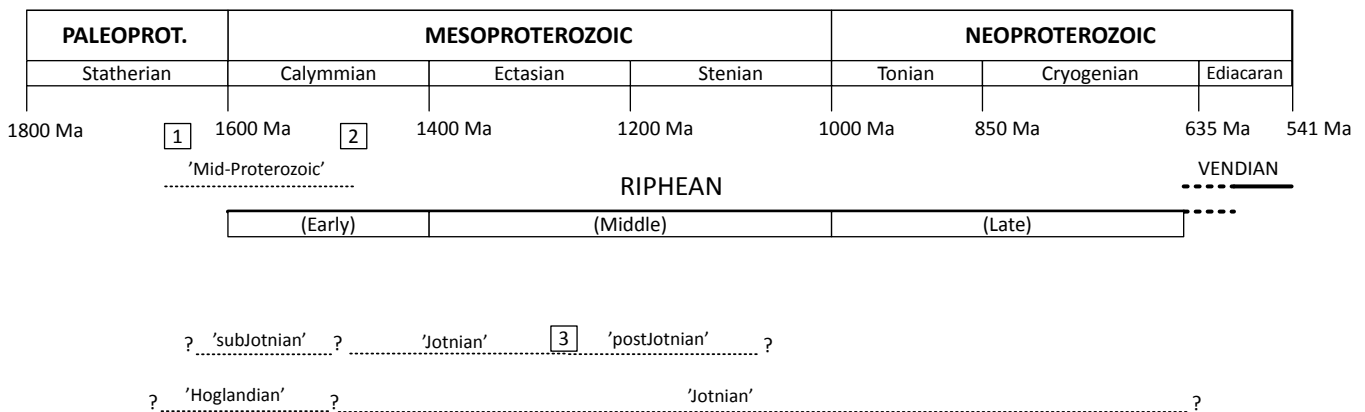 PALEOPROT. MESOPROTEROZOIC NEOPROTEROZOIC
Statherian Calymmian Ectasian Stenian Tonian Cryogenian Ediacaran
1800 Ma 1600 Ma 1400 Ma 1200 Ma 1000 Ma 850 Ma 635 Ma 541 Ma
1 2
’Mid-Proterozoic’ VENDIAN
RIPHEAN
(Early) (Middle) (Late)
? ’subJotnian’ ? ’Jotnian’ 3 ’postJotnian’ ?
? ’Hoglandian’ ? ’Jotnian’ ?